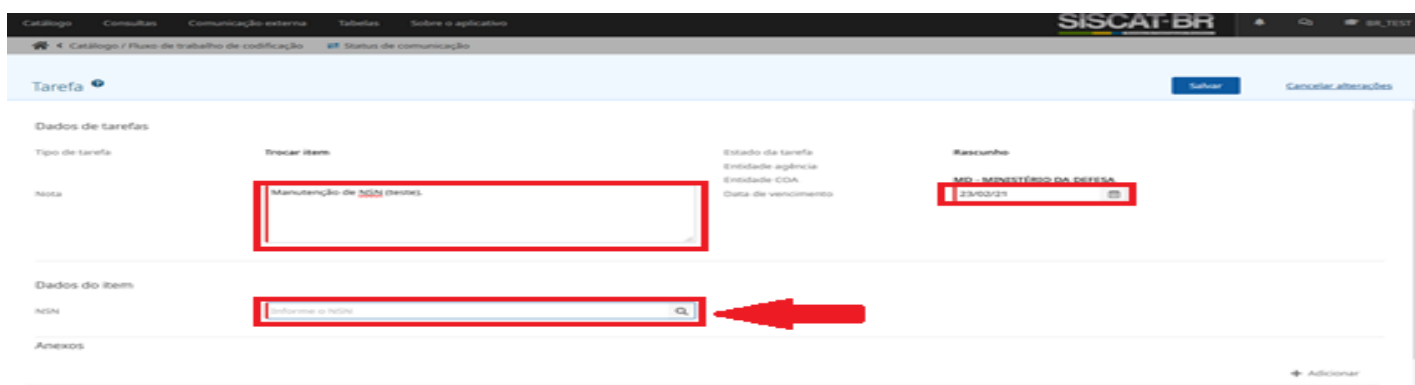 Catálogo Consultas Comunicação externa Tabelas Sobre o aplicativo SISCAT-BR BR_TEST
Catálogo / Fluxo de trabalho de codificação Status de comunicação
Tarefa Salvar Cancelar alterações
Dados de tarefas
Tipo de tarefa Trocar item Estado da tarefa Rascunho
Entidade agência
Entidade COA MD - MINISTÉRIO DA DEFESA
Nota Manutenção de NSN (teste). Data de vencimento 23/02/21
Dados do item
NSN Informe o NSN
Anexos
+ Adicionar